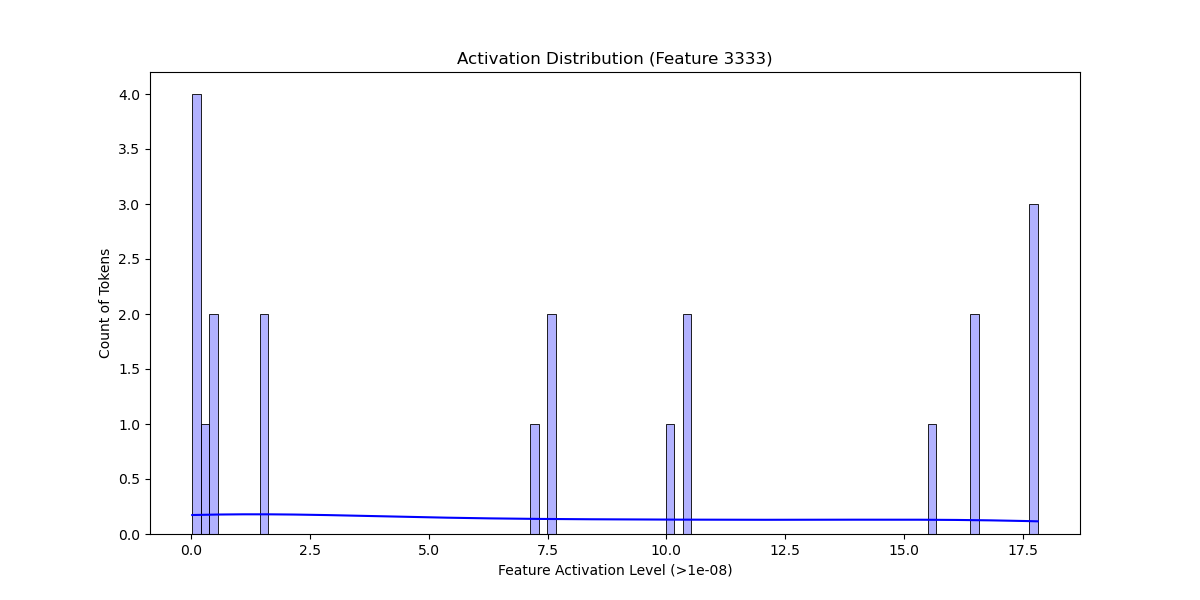 Activation Distribution (Feature 3333)
4.0
3.5
3.0
2.5
2.0
1.5
1.0
0.5
0.0
Count of Tokens
0.0 2.5 5.0 7.5 10.0 12.5 15.0 17.5
Feature Activation Level (>1e-08)